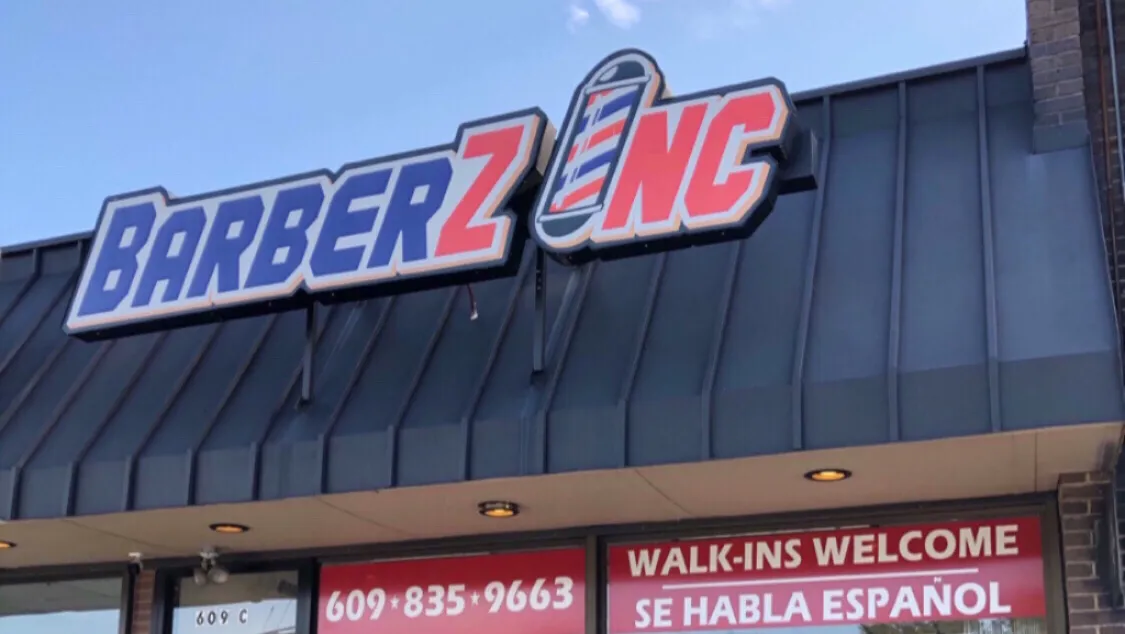 BARBERZ INC
609 C
609★835★9663
WALK-INS WELCOME
SE HABLA ESPAÑOL